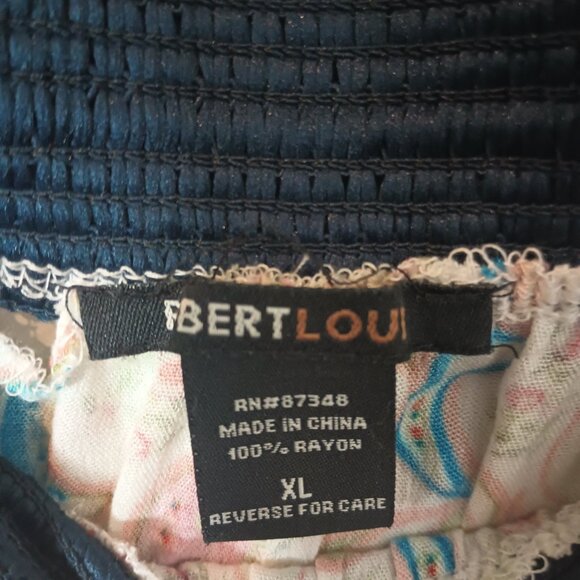 BERTLOU
RN#87348
MADE IN CHINA
100% RAYON
XL
REVERSE FOR CARE